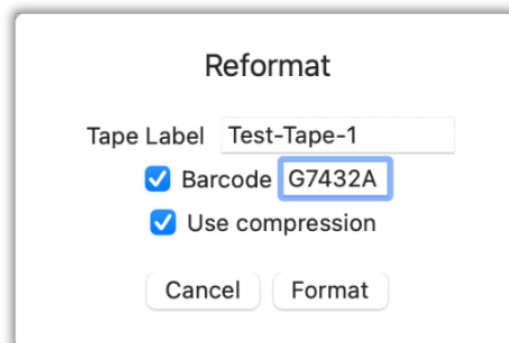 Reformat
Tape Label Test-Tape-1
Barcode G7432A
Use compression
Cancel Format